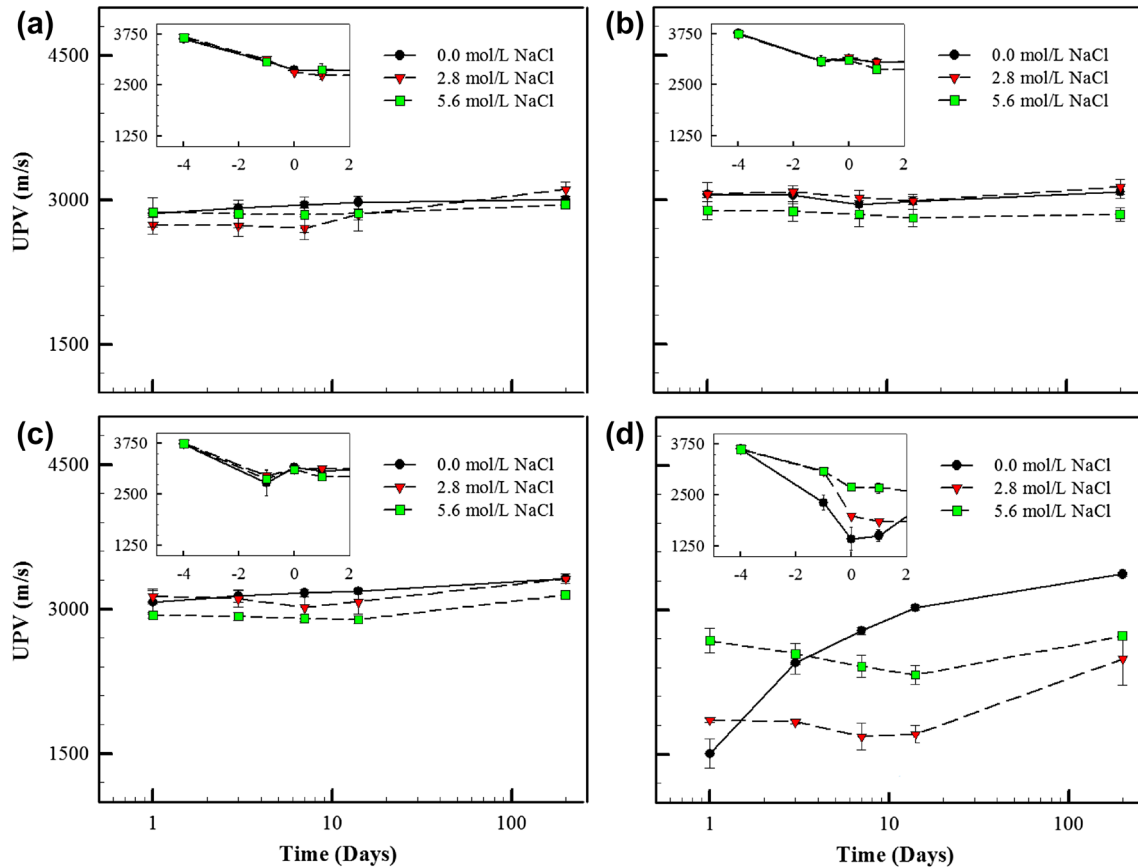 (a)
4500
3000
1500
UPV (m/s)
3750
2500
1250
-4
-2
0
2
0.0 mol/L NaCl
2.8 mol/L NaCl
5.6 mol/L NaCl
(b)
3750
2500
1250
-4
-2
0
2
0.0 mol/L NaCl
2.8 mol/L NaCl
5.6 mol/L NaCl
(c)
4500
3000
1500
UPV (m/s)
3750
2500
1250
-4
-2
0
2
0.0 mol/L NaCl
2.8 mol/L NaCl
5.6 mol/L NaCl
1
10
100
Time (Days)
(d)
3750
2500
1250
-4
-2
0
2
0.0 mol/L NaCl
2.8 mol/L NaCl
5.6 mol/L NaCl
1
10
100
Time (Days)